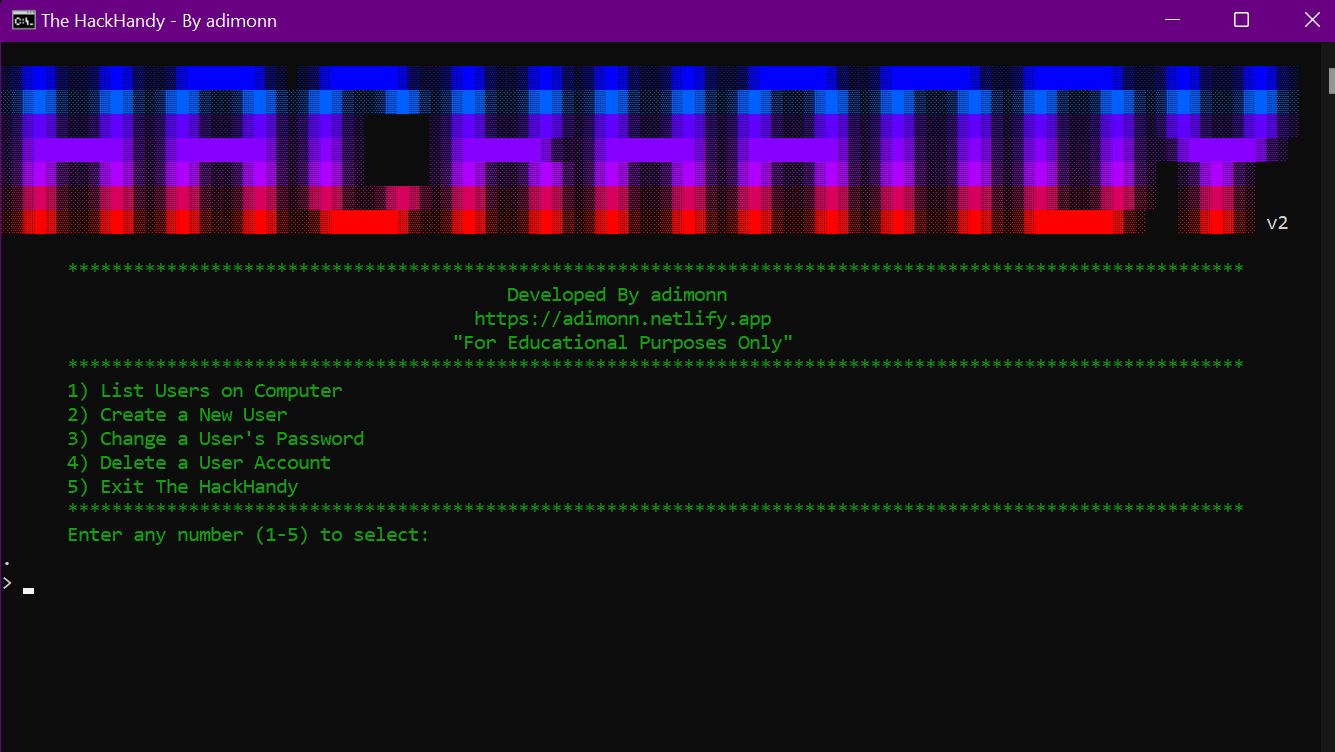 The HackHandy - By adimonn
HACKHANDY v2
********************************************************************************************************
Developed By adimonn
https://adimonn.netlify.app
"For Educational Purposes Only"
********************************************************************************************************
1) List Users on Computer
2) Create a New User
3) Change a User's Password
4) Delete a User Account
5) Exit The HackHandy
********************************************************************************************************
Enter any number (1-5) to select:
.
>